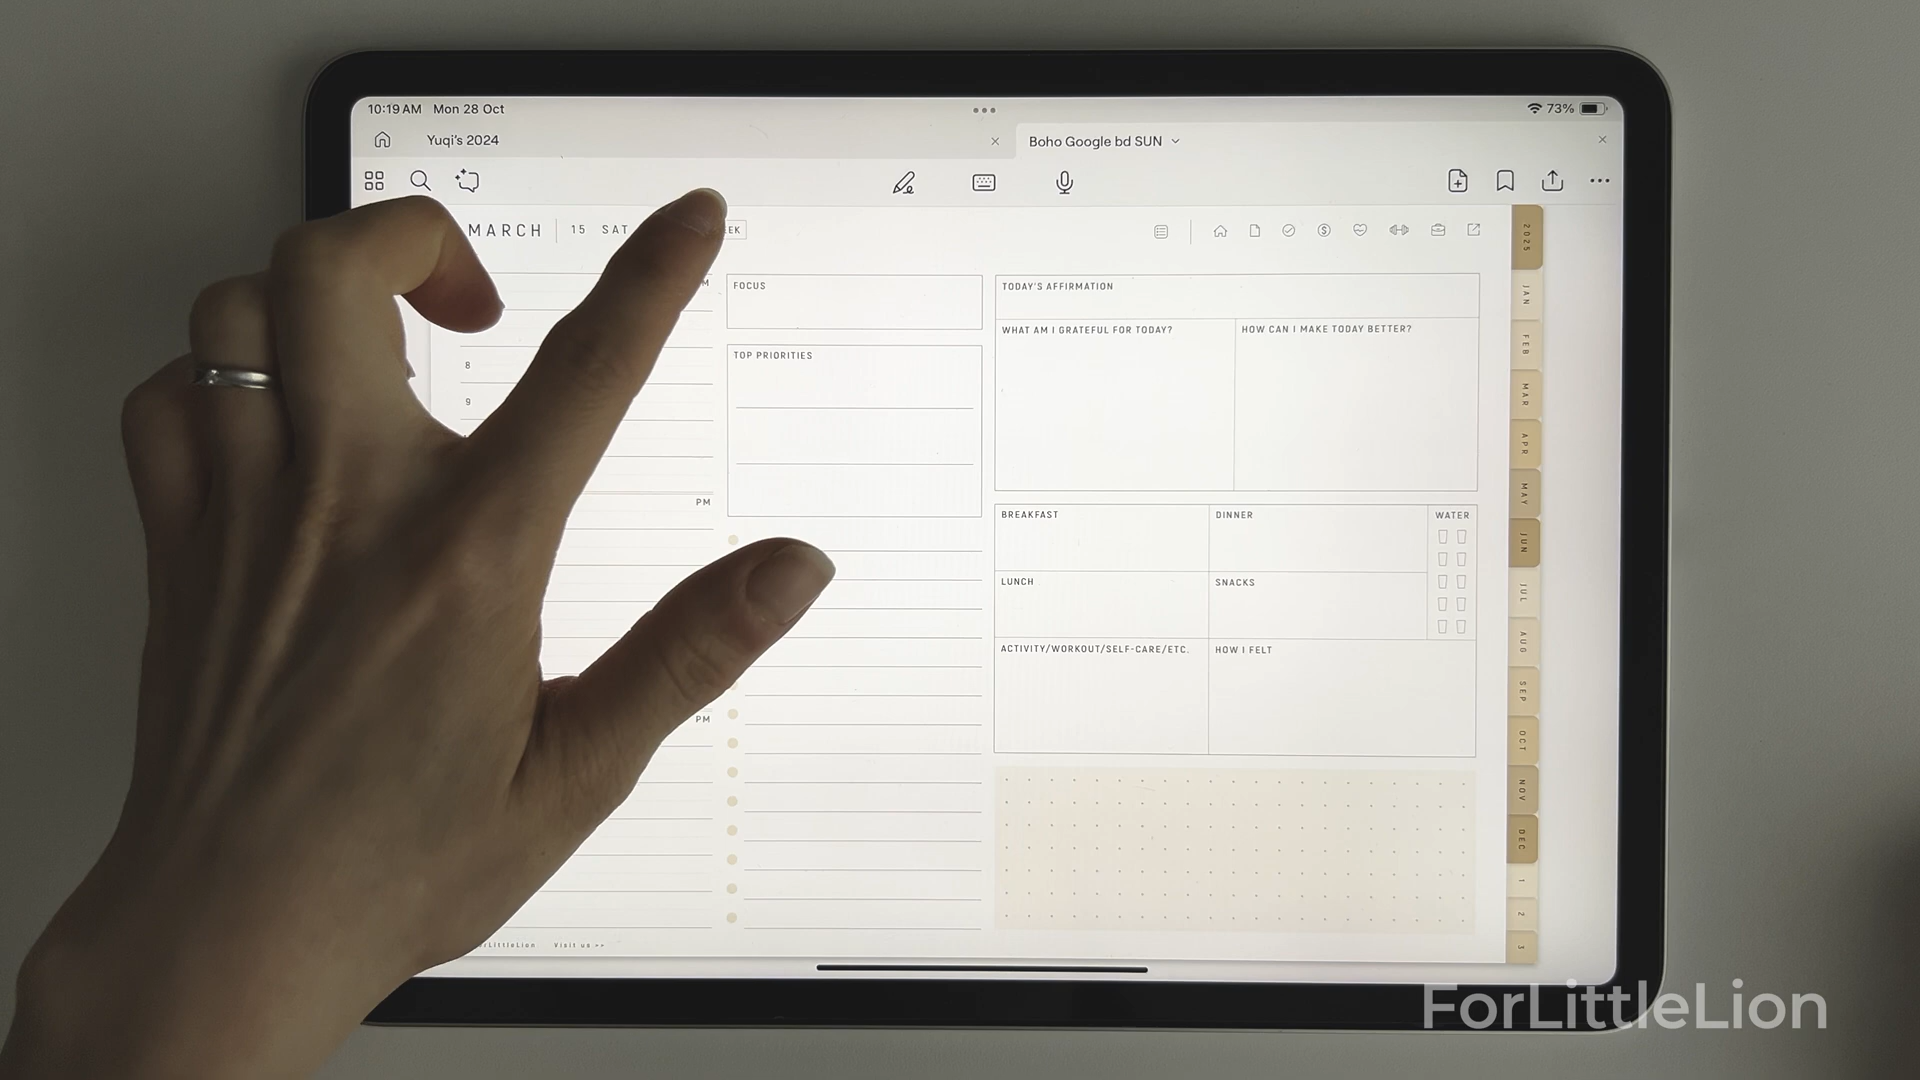 10:19 AM Mon 28 Oct
73%
Yuqi's 2024
Boho Google bd SUN
MARCH 15 SAT
2025
JAN
FEB
MAR
APR
MAY
JUN
JUL
AUG
SEP
OCT
NOV
DEC
1
2
3
8
9
PM
PM
FOCUS
TOP PRIORITIES
TODAY'S AFFIRMATION
WHAT AM I GRATEFUL FOR TODAY?
HOW CAN I MAKE TODAY BETTER?
BREAKFAST
DINNER
WATER
LUNCH
SNACKS
ACTIVITY/WORKOUT/SELF-CARE/ETC.
HOW I FELT
Visit us >>
ForLittleLion